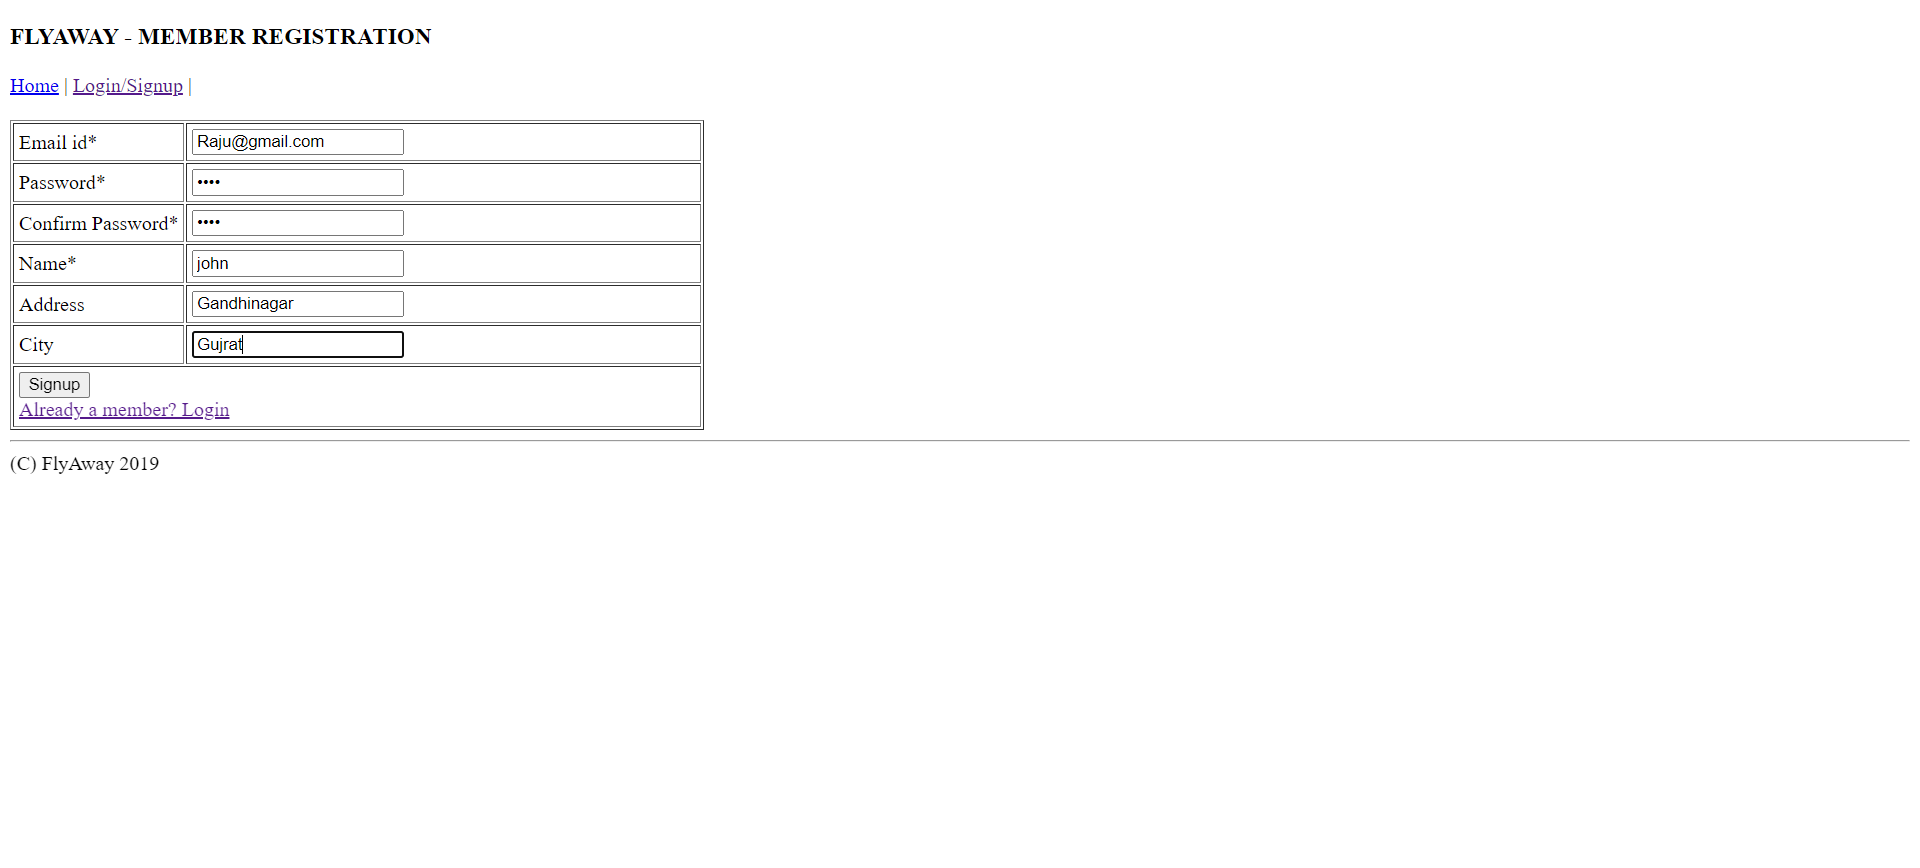 FLYAWAY - MEMBER REGISTRATION
Home | Login/Signup |
Email id* Raju@gmail.com
Password* ••••
Confirm Password* ••••
Name* john
Address Gandhinagar
City Gujrat
Signup
Already a member? Login
(C) FlyAway 2019